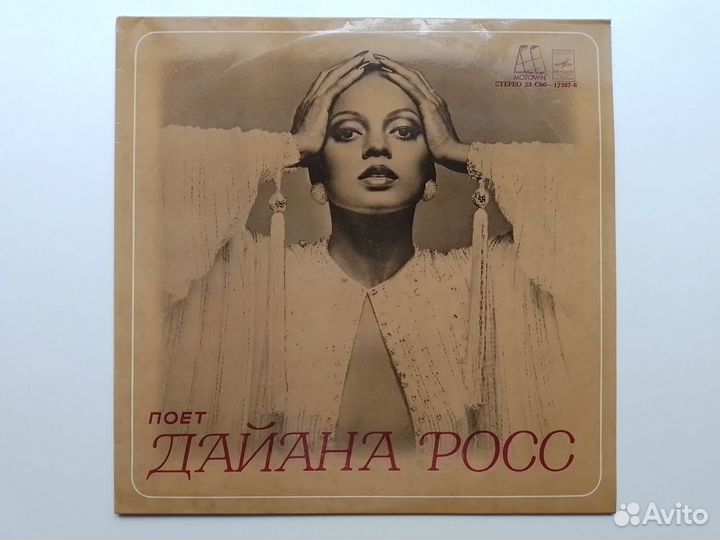 MOTOWN
СТЕРЕО 33 С60—12387-8
ПОЕТ
ДАЙАНА РОСС
Avito